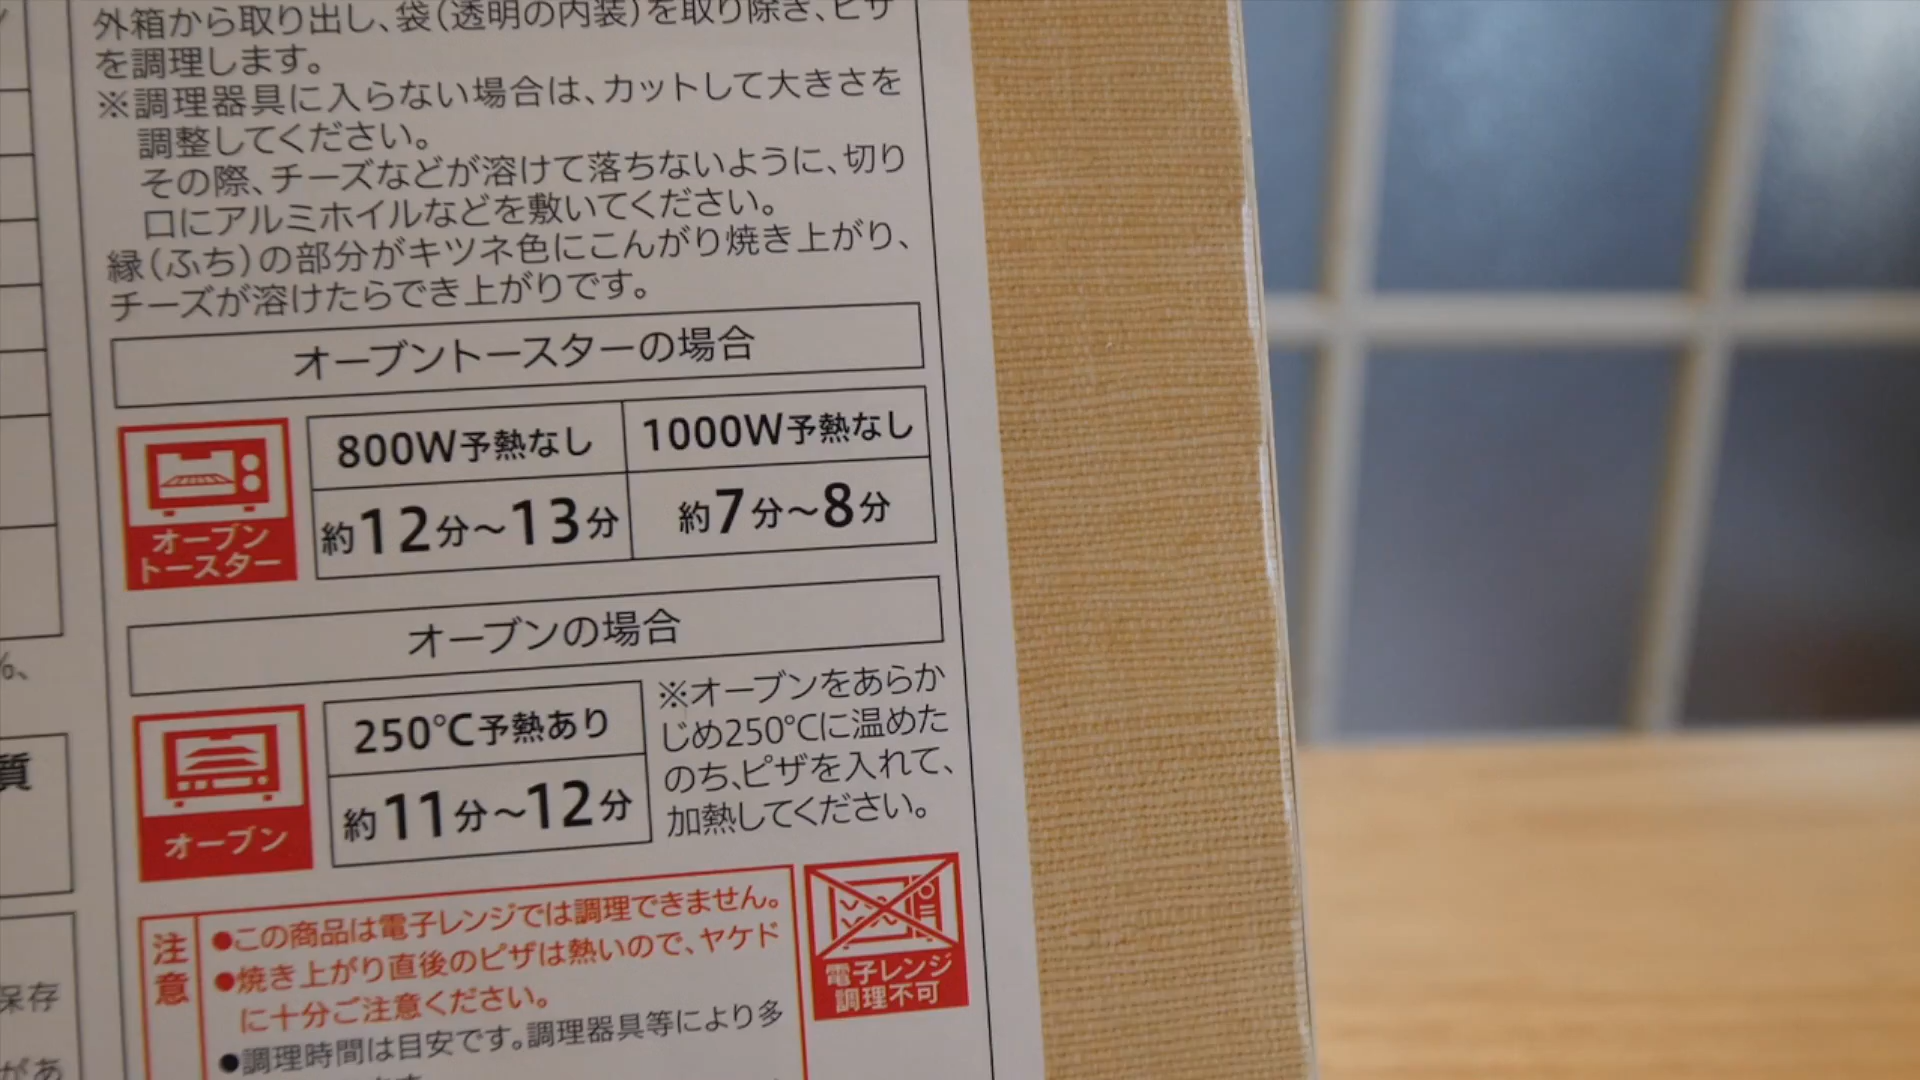 外箱から取り出し、袋(透明の内装)を取り除き、ピザ
を調理します。
※調理器具に入らない場合は、カットして大きさを
調整してください。
その際、チーズなどが溶けて落ちないように、切り
口にアルミホイルなどを敷いてください。
縁(ふち)の部分がキツネ色にこんがり焼き上がり、
チーズが溶けたらでき上がりです。
オーブントースターの場合
オーブン
トースター
800W予熱なし
1000W予熱なし
約12分～13分
約7分～8分
オーブンの場合
オーブン
250℃予熱あり
約11分～12分
※オーブンをあらか
じめ250℃に温めた
のち、ピザを入れて、
加熱してください。
注意
●この商品は電子レンジでは調理できません。
●焼き上がり直後のピザは熱いので、ヤケド
に十分ご注意ください。
●調理時間は目安です。調理器具等により多
電子レンジ
調理不可
%、
質
保存
があ